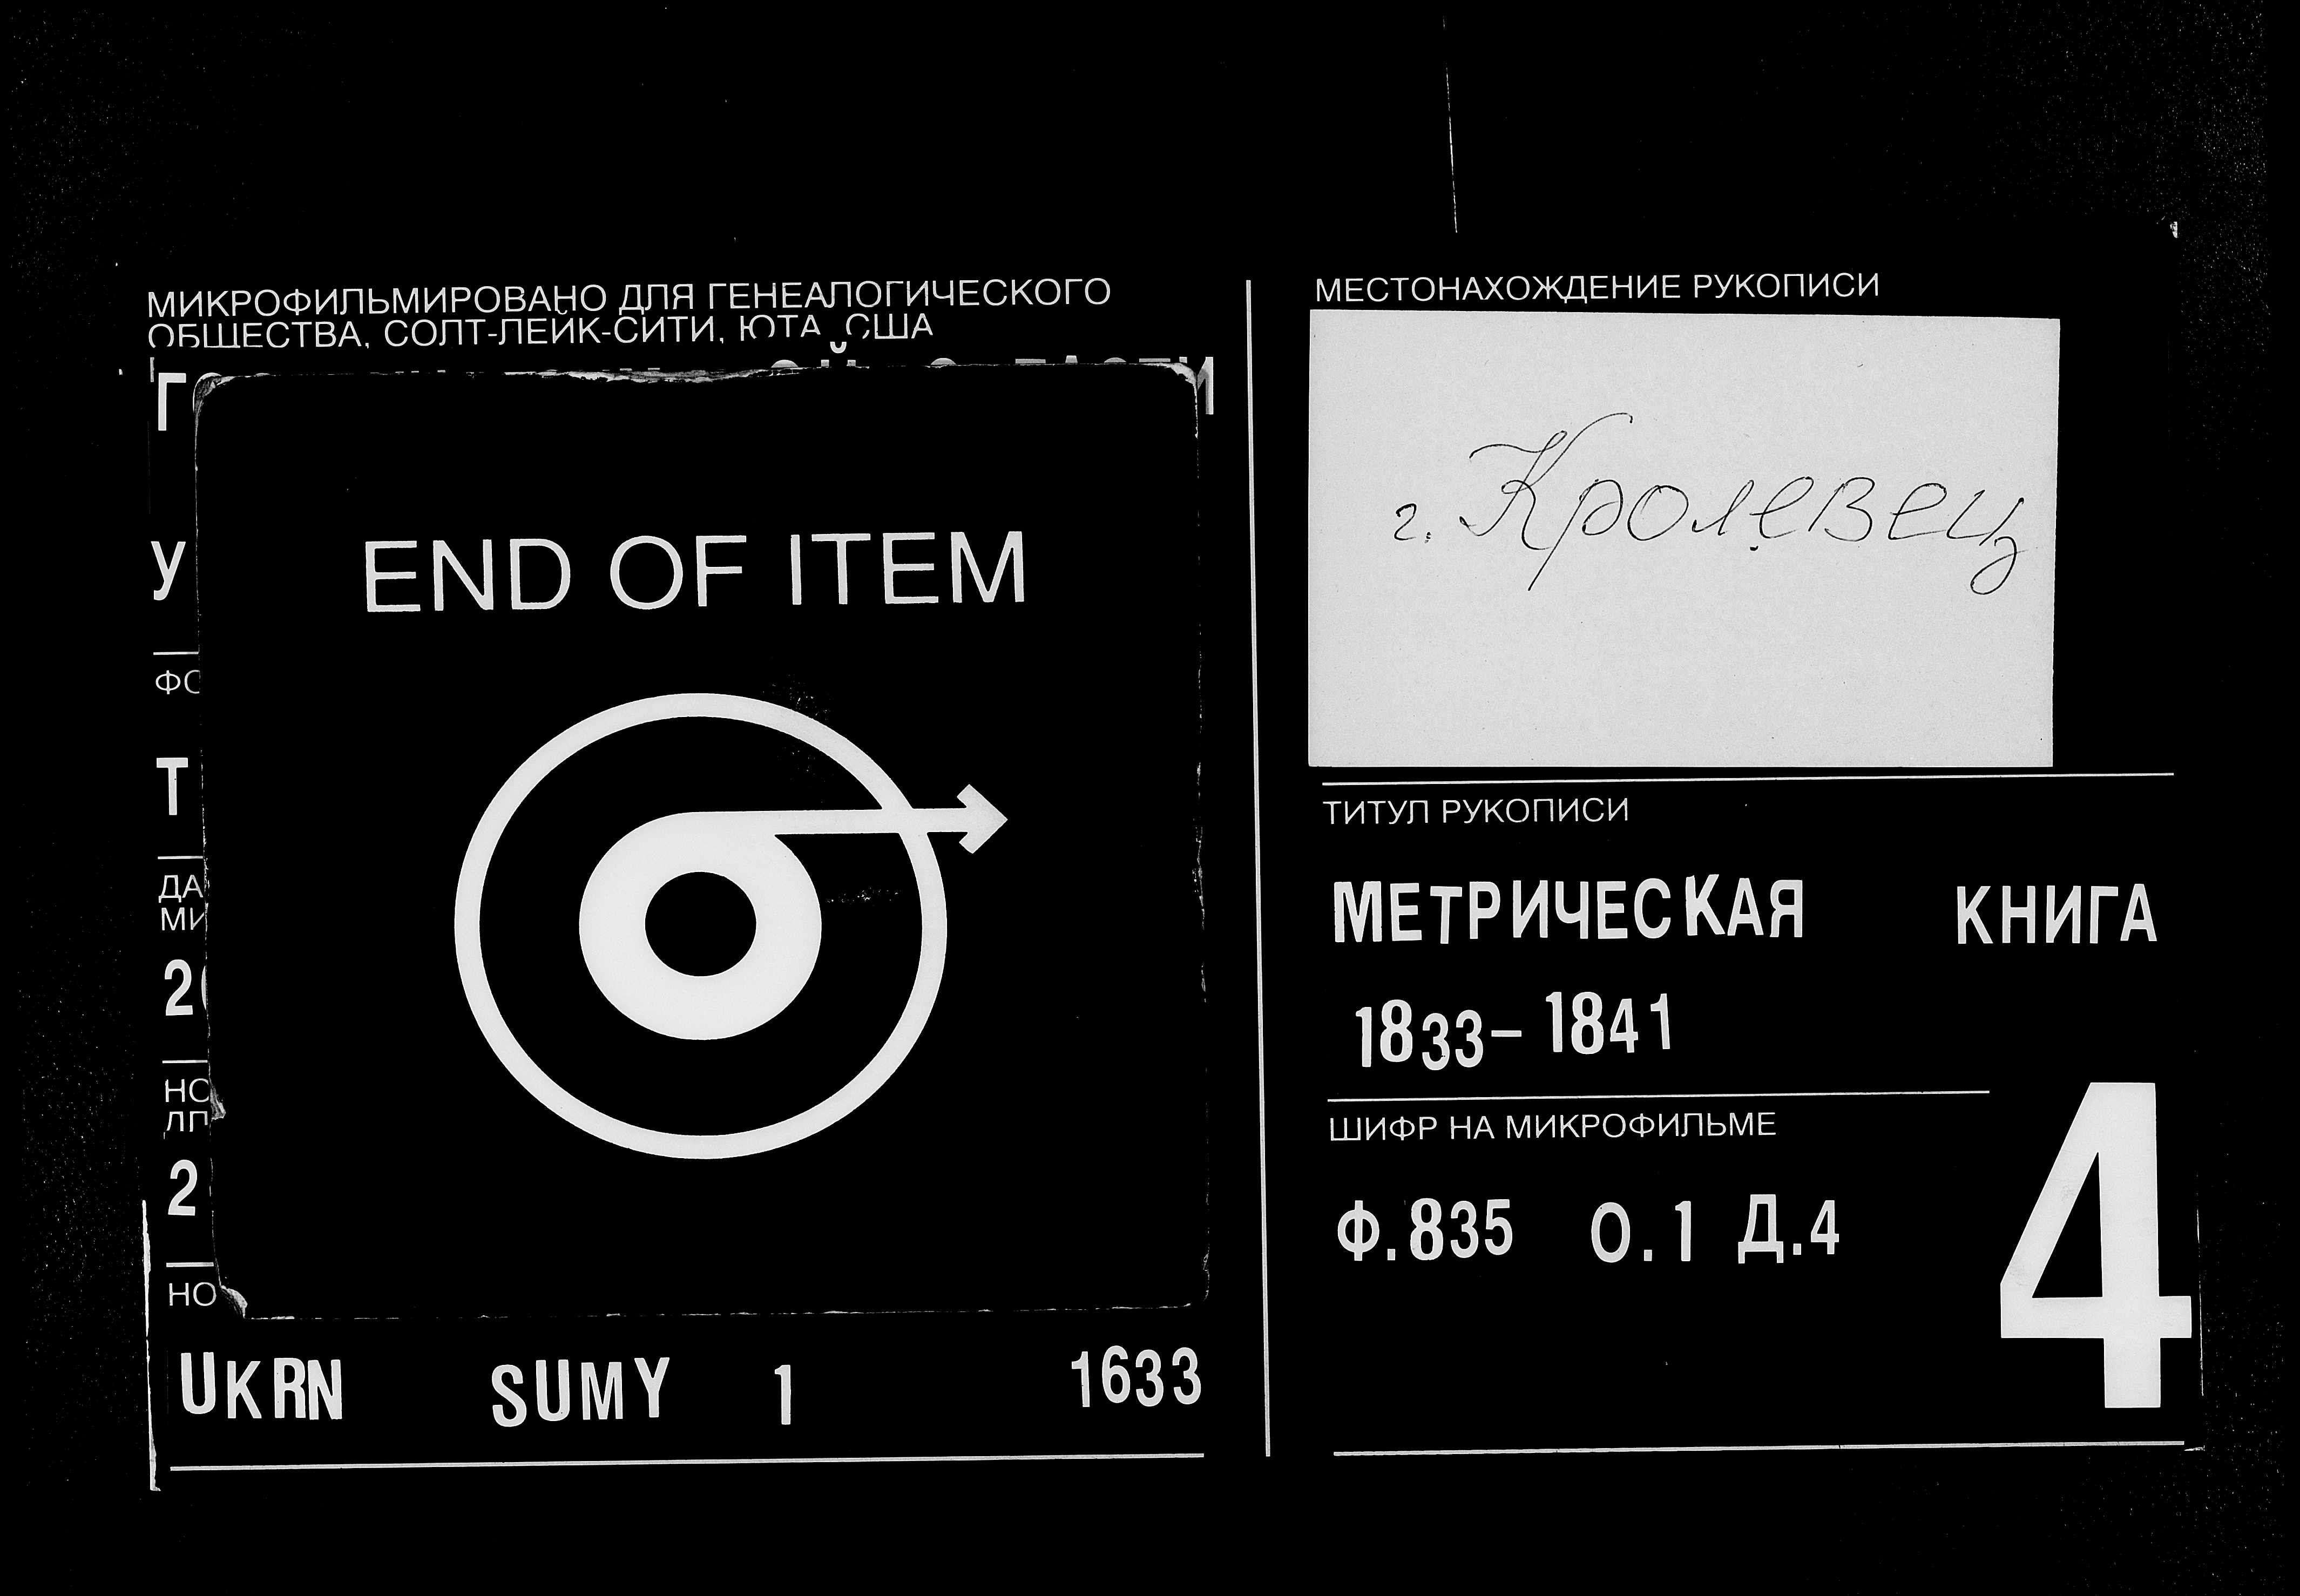 МИКРОФИЛЬМИРОВАНО ДЛЯ ГЕНЕАЛОГИЧЕСКОГО
ОБЩЕСТВА, СОЛТ-ЛЕЙК-СИТИ, ЮТА, США
END OF ITEM
UKRN SUMY 1 1633
МЕСТОНАХОЖДЕНИЕ РУКОПИСИ
г. Кролевец
ТИТУЛ РУКОПИСИ
МЕТРИЧЕСКАЯ КНИГА
1833-1841
ШИФР НА МИКРОФИЛЬМЕ
Ф.835 О.1 Д.4
4